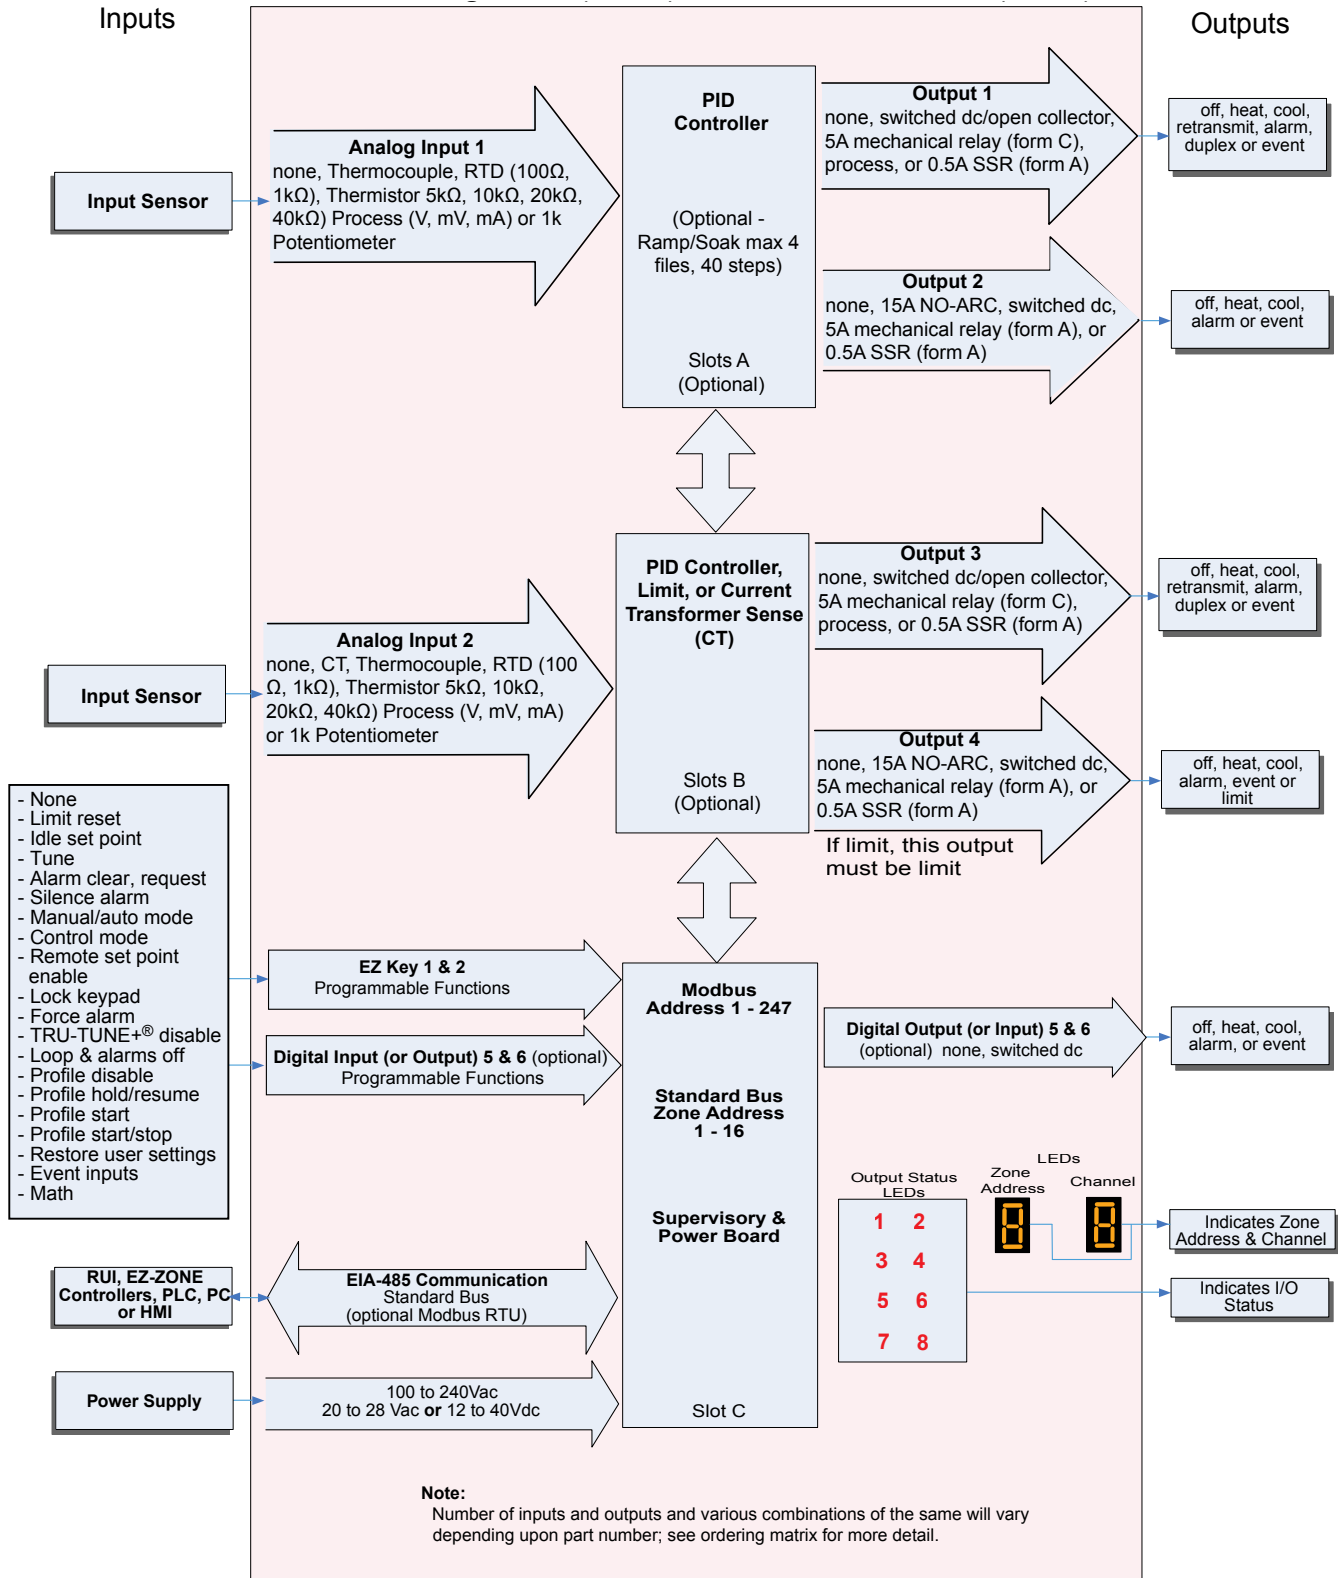 Inputs
Outputs
PID
Controller
(Optional -
Ramp/Soak max 4
files, 40 steps)
Slots A
(Optional)
Input Sensor
Analog Input 1
none, Thermocouple, RTD (100Ω,
1kΩ), Thermistor 5kΩ, 10kΩ, 20kΩ,
40kΩ) Process (V, mV, mA) or 1k
Potentiometer
Output 1
none, switched dc/open collector,
5A mechanical relay (form C),
process, or 0.5A SSR (form A)
off, heat, cool,
retransmit, alarm,
duplex or event
Output 2
none, 15A NO-ARC, switched dc,
5A mechanical relay (form A), or
0.5A SSR (form A)
off, heat, cool,
alarm or event
PID Controller,
Limit, or Current
Transformer Sense
(CT)
Slots B
(Optional)
Input Sensor
Analog Input 2
none, CT, Thermocouple, RTD (100
Ω, 1kΩ), Thermistor 5kΩ, 10kΩ,
20kΩ, 40kΩ) Process (V, mV, mA)
or 1k Potentiometer
Output 3
none, switched dc/open collector,
5A mechanical relay (form C),
process, or 0.5A SSR (form A)
off, heat, cool,
retransmit, alarm,
duplex or event
Output 4
none, 15A NO-ARC, switched dc,
5A mechanical relay (form A), or
0.5A SSR (form A)
If limit, this output
must be limit
off, heat, cool,
alarm, event or
limit
- None
- Limit reset
- Idle set point
- Tune
- Alarm clear, request
- Silence alarm
- Manual/auto mode
- Control mode
- Remote set point
enable
- Lock keypad
- Force alarm
- TRU-TUNE+® disable
- Loop & alarms off
- Profile disable
- Profile hold/resume
- Profile start
- Profile start/stop
- Restore user settings
- Event inputs
- Math
EZ Key 1 & 2
Programmable Functions
Digital Input (or Output) 5 & 6 (optional)
Programmable Functions
Modbus
Address 1 - 247
Standard Bus
Zone Address
1 - 16
Supervisory &
Power Board
Slot C
Digital Output (or Input) 5 & 6
(optional) none, switched dc
off, heat, cool,
alarm, or event
Output Status
LEDs
1 2
3 4
5 6
7 8
LEDs
Zone
Address
Channel
8
8
Indicates Zone
Address & Channel
Indicates I/O
Status
RUI, EZ-ZONE
Controllers, PLC, PC
or HMI
EIA-485 Communication
Standard Bus
(optional Modbus RTU)
Power Supply
100 to 240Vac
20 to 28 Vac or 12 to 40Vdc
Note:
Number of inputs and outputs and various combinations of the same will vary
depending upon part number; see ordering matrix for more detail.